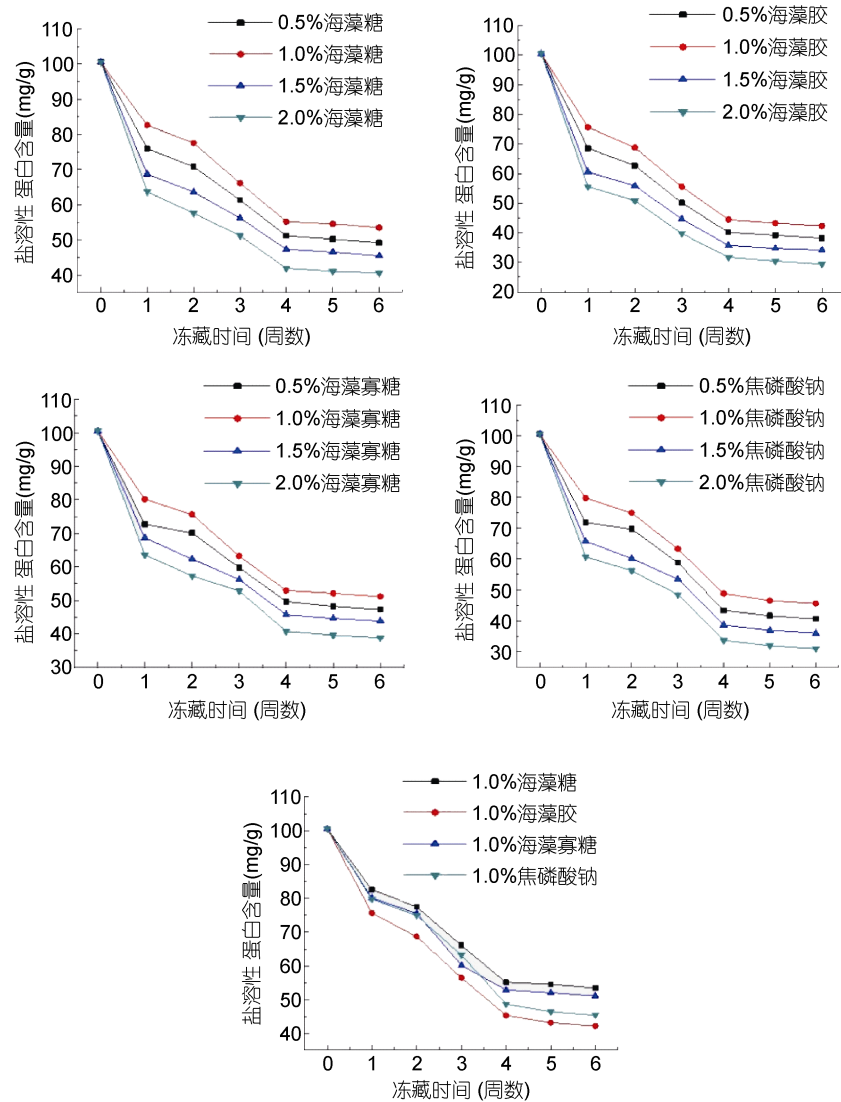 0.5%海藻糖
1.0%海藻糖
1.5%海藻糖
2.0%海藻糖
110
100
90
80
70
60
50
40
盐溶性 蛋白含量(mg/g)
0 1 2 3 4 5 6
冻藏时间 (周数)
0.5%海藻胶
1.0%海藻胶
1.5%海藻胶
2.0%海藻胶
110
100
90
80
70
60
50
40
30
20
盐溶性 蛋白含量(mg/g)
0 1 2 3 4 5 6
冻藏时间 (周数)
0.5%海藻寡糖
1.0%海藻寡糖
1.5%海藻寡糖
2.0%海藻寡糖
110
100
90
80
70
60
50
40
30
盐溶性 蛋白含量(mg/g)
0 1 2 3 4 5 6
冻藏时间 (周数)
0.5%焦磷酸钠
1.0%焦磷酸钠
1.5%焦磷酸钠
2.0%焦磷酸钠
110
100
90
80
70
60
50
40
30
盐溶性 蛋白含量(mg/g)
0 1 2 3 4 5 6
冻藏时间 (周数)
1.0%海藻糖
1.0%海藻胶
1.0%海藻寡糖
1.0%焦磷酸钠
110
100
90
80
70
60
50
40
盐溶性 蛋白含量(mg/g)
0 1 2 3 4 5 6
冻藏时间 (周数)